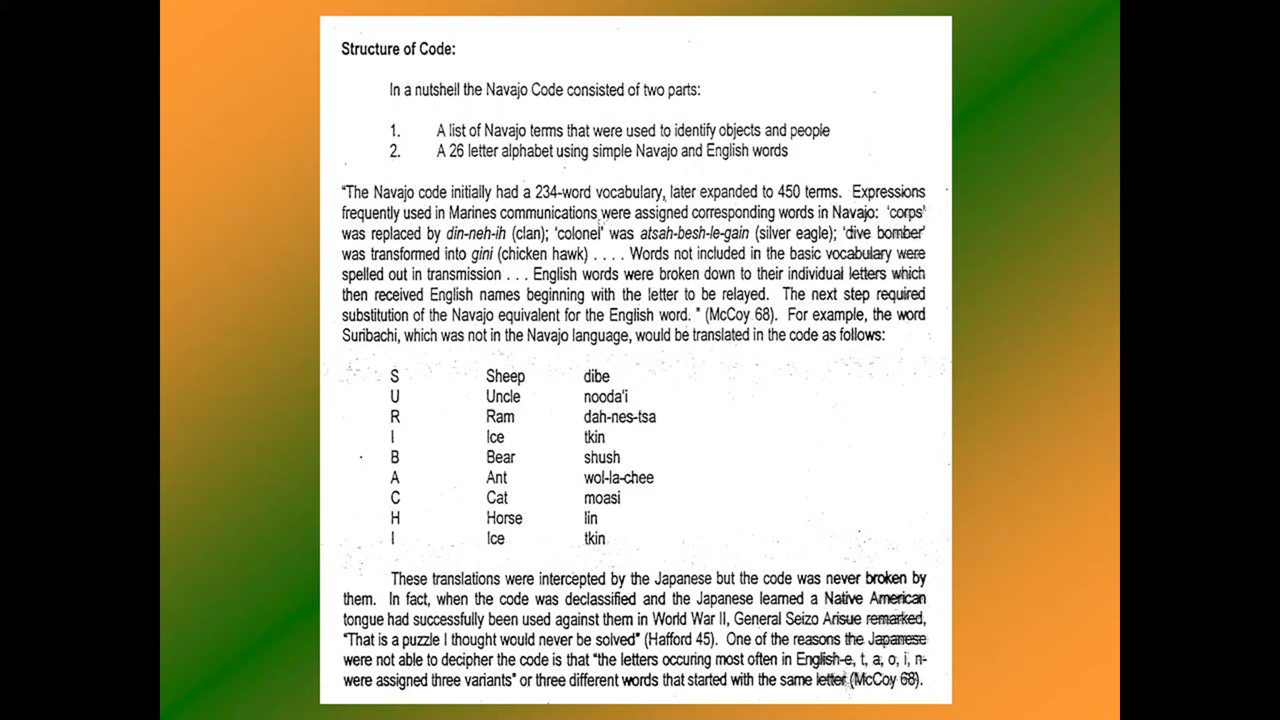 Structure of Code:
In a nutshell the Navajo Code consisted of two parts:
1. A list of Navajo terms that were used to identify objects and people
2. A 26 letter alphabet using simple Navajo and English words
"The Navajo code initially had a 234-word vocabulary, later expanded to 450 terms. Expressions
frequently used in Marines communications were assigned corresponding words in Navajo: 'corps'
was replaced by din-neh-ih (clan); 'colonel' was atsah-besh-le-gain (silver eagle); 'dive bomber'
was transformed into gini (chicken hawk) . . . . Words not included in the basic vocabulary were
spelled out in transmission . . . English words were broken down to their individual letters which
then received English names beginning with the letter to be relayed. The next step required
substitution of the Navajo equivalent for the English word. " (McCoy 68). For example, the word
Suribachi, which was not in the Navajo language, would be translated in the code as follows:
S Sheep dibe
U Uncle nooda'i
R Ram dah-nes-tsa
I Ice tkin
B Bear shush
A Ant wol-la-chee
C Cat moasi
H Horse lin
I Ice tkin
These translations were intercepted by the Japanese but the code was never broken by
them. In fact, when the code was declassified and the Japanese learned a Native American
tongue had successfully been used against them in World War II, General Seizo Arisue remarked,
"That is a puzzle I thought would never be solved" (Hafford 45). One of the reasons the Japanese
were not able to decipher the code is that "the letters occuring most often in English-e, t, a, o, i, n-
were assigned three variants" or three different words that started with the same letter (McCoy 68).